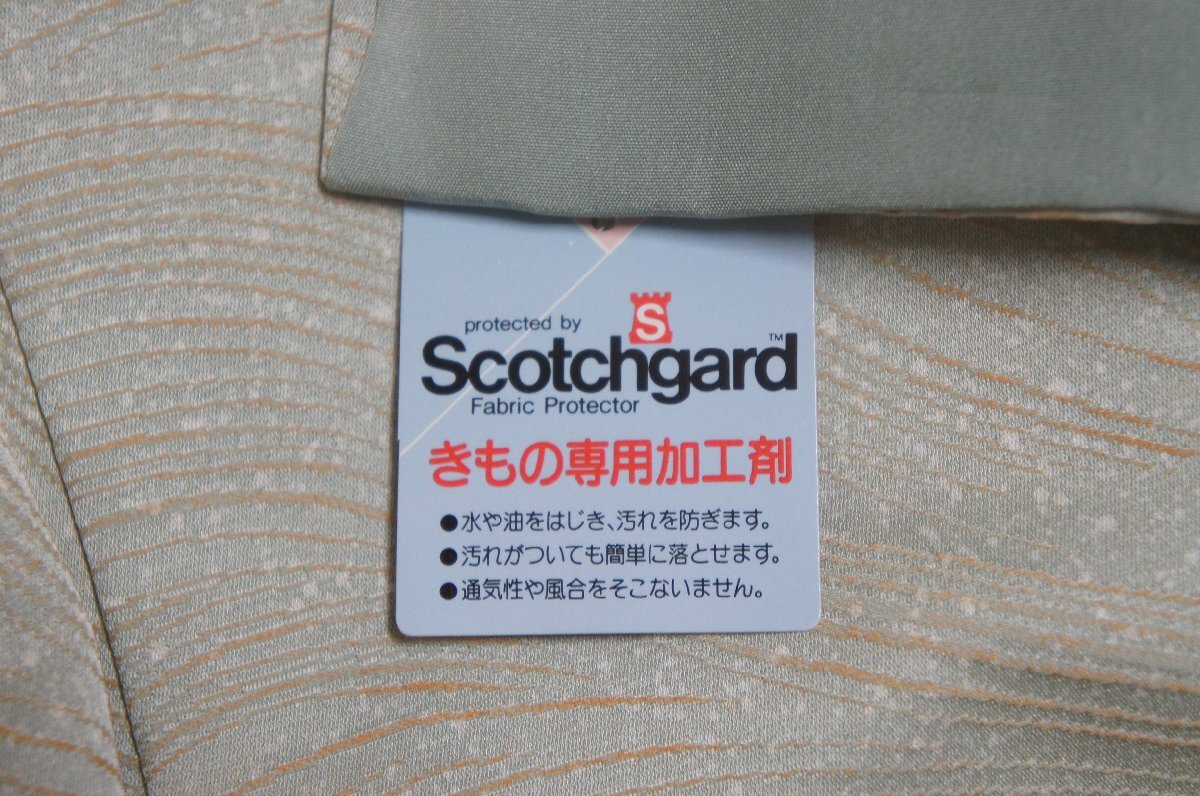 protected by
S
Scotchgard™
Fabric Protector
きもの専用加工剤
●水や油をはじき、汚れを防ぎます。
●汚れがついても簡単に落とせます。
●通気性や風合をそこないません。